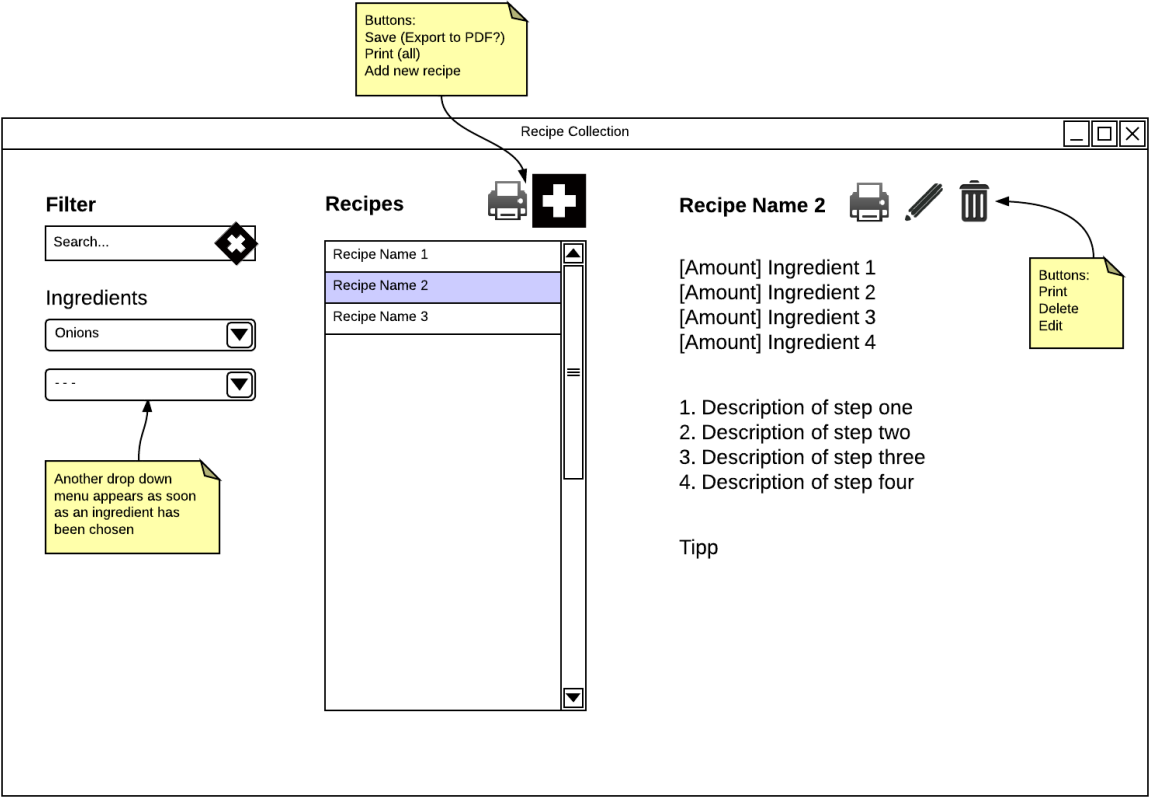 Buttons:
Save (Export to PDF?)
Print (all)
Add new recipe
Recipe Collection
Filter
Search...
Ingredients
Onions
- - -
Another drop down
menu appears as soon
as an ingredient has
been chosen
Recipes
Recipe Name 1
Recipe Name 2
Recipe Name 3
Recipe Name 2
[Amount] Ingredient 1
[Amount] Ingredient 2
[Amount] Ingredient 3
[Amount] Ingredient 4
1. Description of step one
2. Description of step two
3. Description of step three
4. Description of step four
Tipp
Buttons:
Print
Delete
Edit